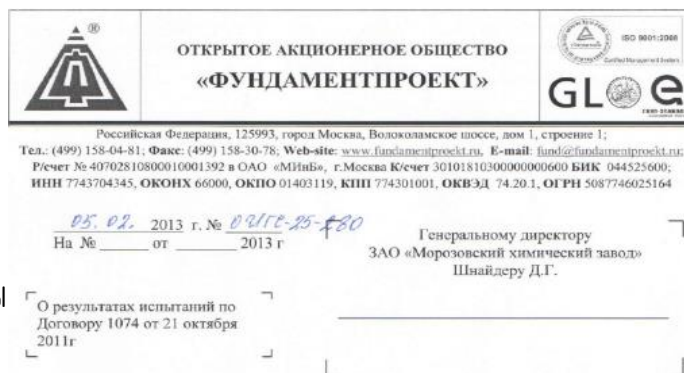 ®
ОТКРЫТОЕ АКЦИОНЕРНОЕ ОБЩЕСТВО
«ФУНДАМЕНТПРОЕКТ»
ISO 9001:2008
GL
Российская Федерация, 125993, город Москва, Волоколамское шоссе, дом 1, строение 1;
Тел.: (499) 158-04-81; Факс: (499) 158-30-78; Web-site: www.fundamentproekt.ru, E-mail: fund@fundamentproekt.ru;
Р/счет № 40702810800010001392 в ОАО «МИнБ», г.Москва К/счет 30101810300000000600 БИК 044525600;
ИНН 7743704345, ОКОНХ 66000, ОКПО 01403119, КПП 774301001, ОКВЭД 74.20.1, ОГРН 5087746025164
05.02. 2013 г. №
На № от 2013 г
Генеральному директору
ЗАО «Морозовский химический завод»
Шнайдеру Д.Г.
О результатах испытаний по
Договору 1074 от 21 октября
2011г